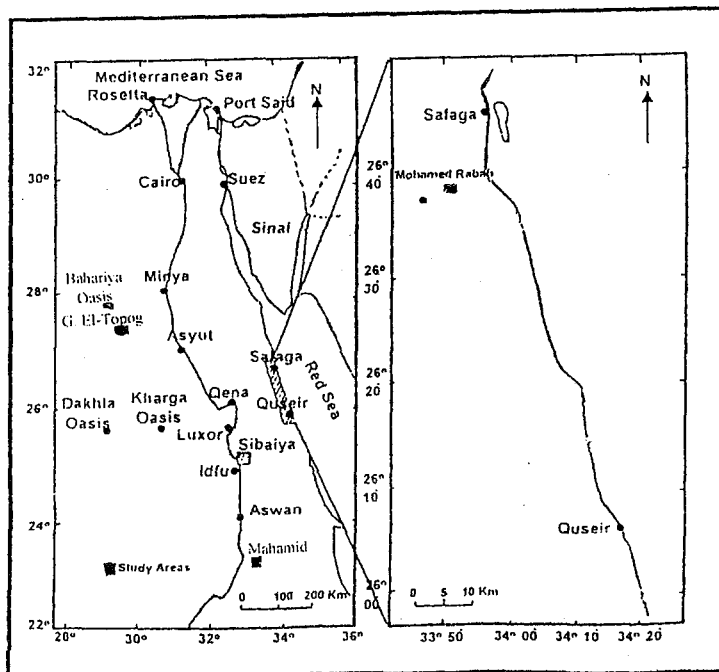 32°
Mediterranean Sea
Rosetta
Port Said
N
Cairo
Suez
30°
Sinai
Minya
Bahariya
Oasis
28°
G. El-Topog
Asyut
Safaga
Red Sea
Qena
Quseir
26°
Dakhla
Oasis
Kharga
Oasis
Luxor
Sibaiya
Idfu
Aswan
24°
Mahamid
Study Areas
0 100 200 Km
22°
28° 30° 32° 34° 36°
N
Safaga
26°
40
Mohamed Rabah
26°
30
26°
20
26°
10
Quseir
26°
00
0 5 10 Km
33° 50 34° 00 34° 10 34° 20